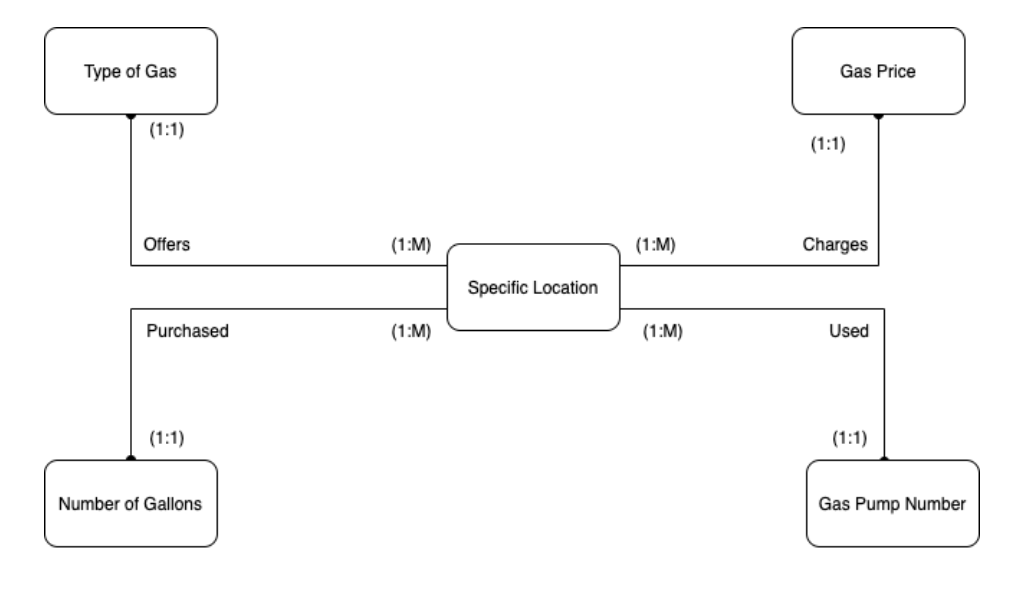 Type of Gas
Gas Price
(1:1)
(1:1)
Offers
(1:M)
(1:M)
Charges
Specific Location
Purchased
(1:M)
(1:M)
Used
(1:1)
(1:1)
Number of Gallons
Gas Pump Number